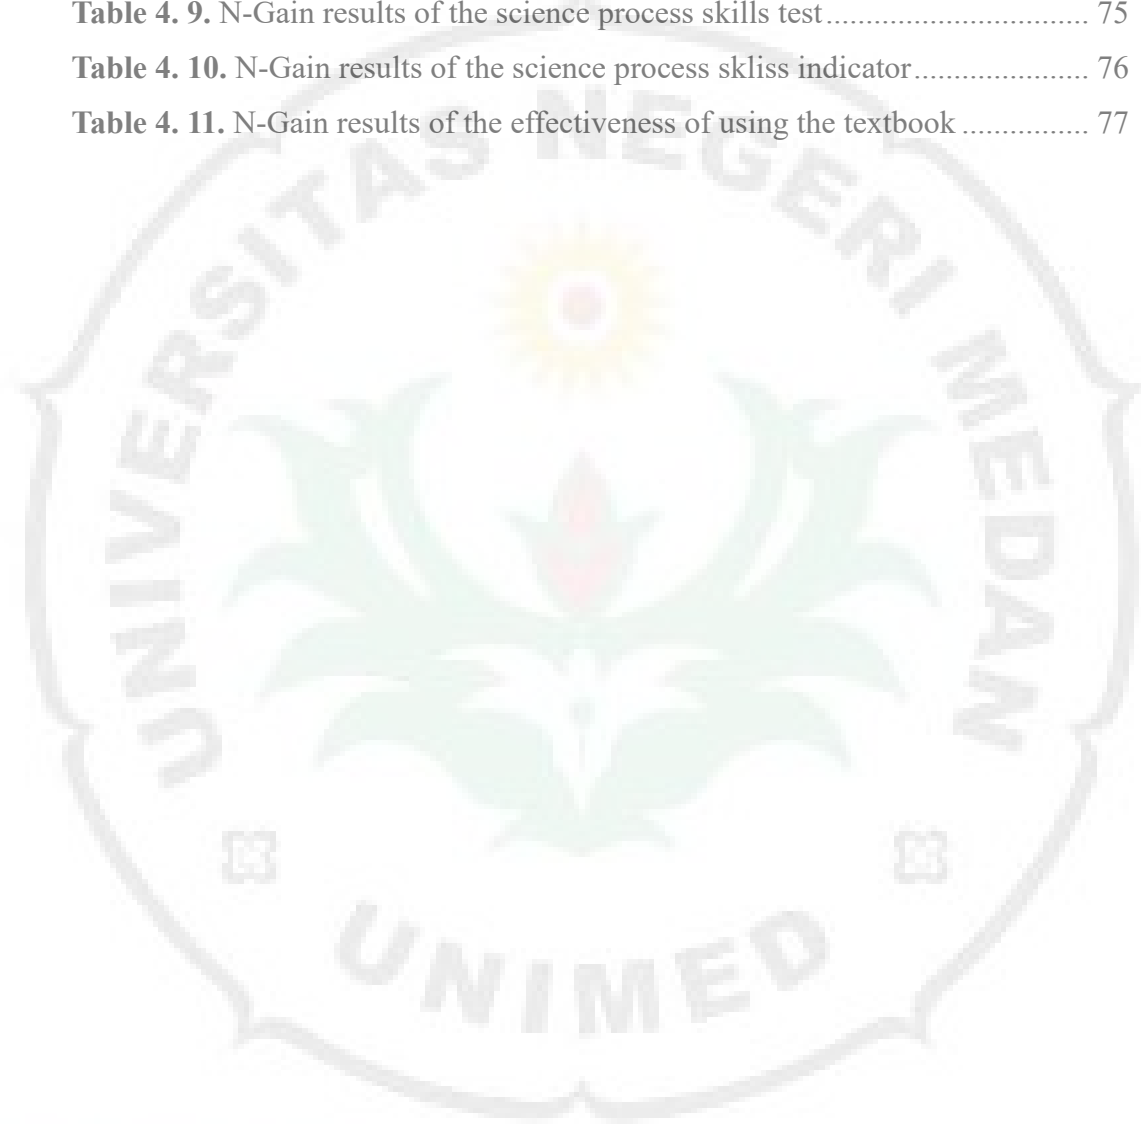 Table 4. 9. N-Gain results of the science process skills test................................ 75
Table 4. 10. N-Gain results of the science process skliss indicator..................... 76
Table 4. 11. N-Gain results of the effectiveness of using the textbook ............... 77
UNIVERSITAS NEGERI MEDAN
UNIMED